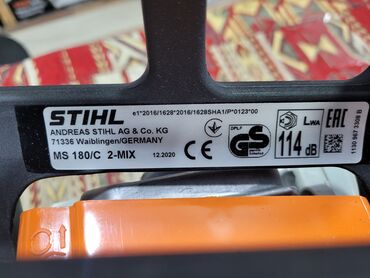 STIHL
e1*2016/1628*2016/1628SHA1/P*0123*00
ANDREAS STIHL AG & Co. KG
71336 Waiblingen/GERMANY
MS 180/C 2-MIX 12.2020
CE
DPLF
GS
LWA
114 dB
EAC
1130 967 3308 B